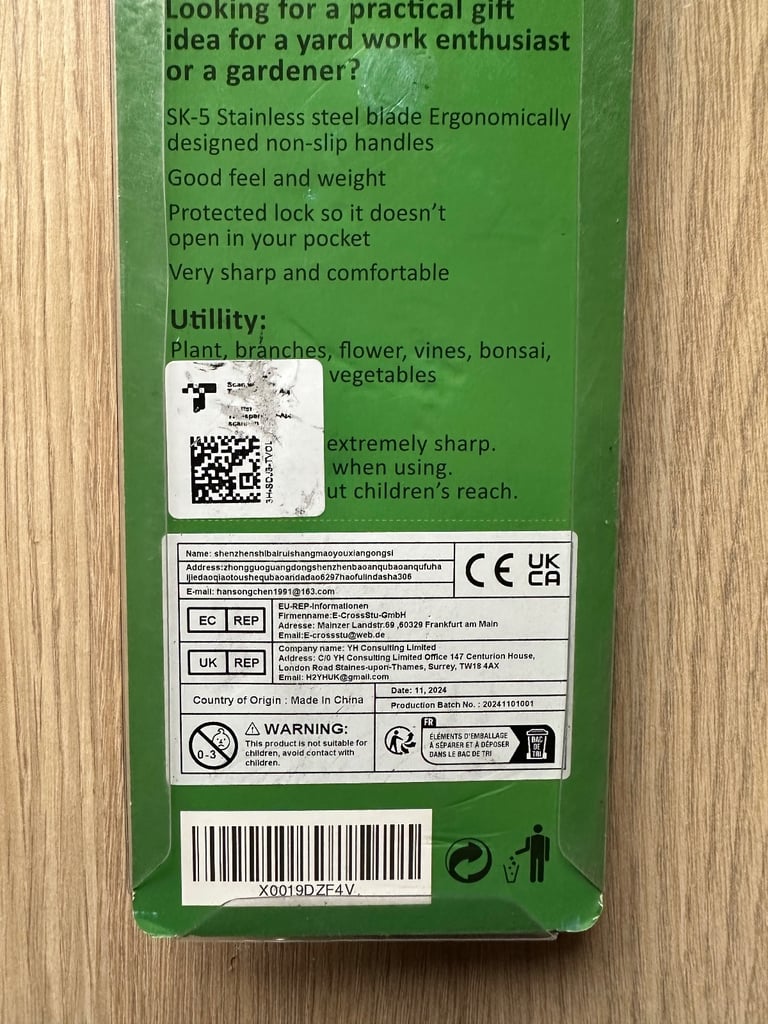 Looking for a practical gift
idea for a yard work enthusiast
or a gardener?
SK-5 Stainless steel blade Ergonomically
designed non-slip handles
Good feel and weight
Protected lock so it doesn't
open in your pocket
Very sharp and comfortable
Utillity:
Plant, branches, flower, vines, bonsai,
vegetables
extremely sharp.
when using.
ut children's reach.
Name: shenzhenshibairuishangmaoyouxiangongsi
Address:zhongguoguangdongshenzhenbaoanqubaoanqufuha
ijiedaoqiaotoushequbaoandadao6297haofulindasha306
E-mail: hansongchen1991@163.com
CE
UK
CA
EC REP
EU-REP-Informationen
Firmenname:E-CrossStu-GmbH
Adresse: Mainzer Landstr.69 ,60329 Frankfurt am Main
Email:E-crossstu@web.de
UK REP
Company name: YH Consulting Limited
Address: C/0 YH Consulting Limited Office 147 Centurion House,
London Road Staines-upon-Thames, Surrey, TW18 4AX
Email: H2YHUK@gmail.com
Country of Origin : Made In China
Date: 11, 2024
Production Batch No. : 20241101001
0-3
WARNING:
This product is not suitable for
children, avoid contact with
children.
FR
ÉLÉMENTS D'EMBALLAGE
À SÉPARER ET À DÉPOSER
DANS LE BAC DE TRI
BAC
DE
TRI
X0019DZF4V